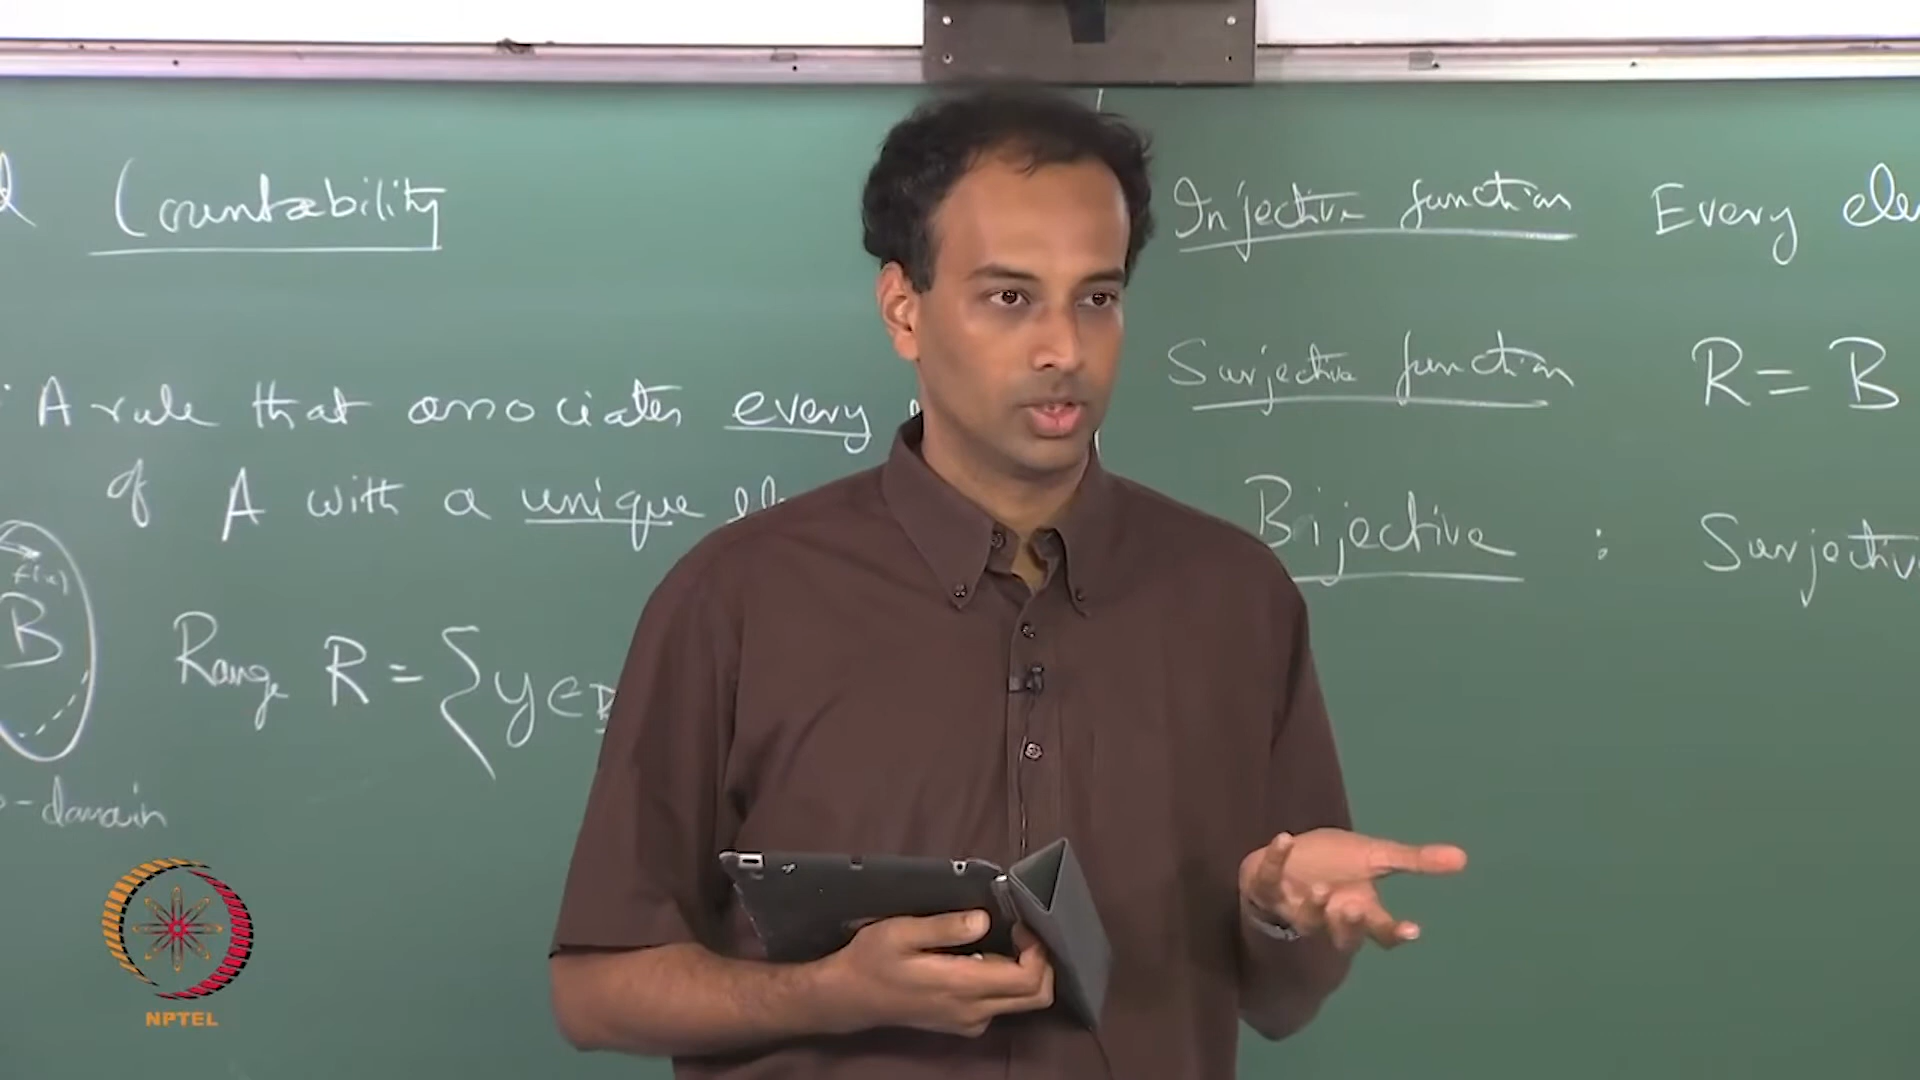 Countability
: A rule that associates every
of A with a unique
f(x)
B
Range R = { y ∈ B
-domain
Injective function Every ele
Surjective function R = B
Bijective : Surjective
NPTEL